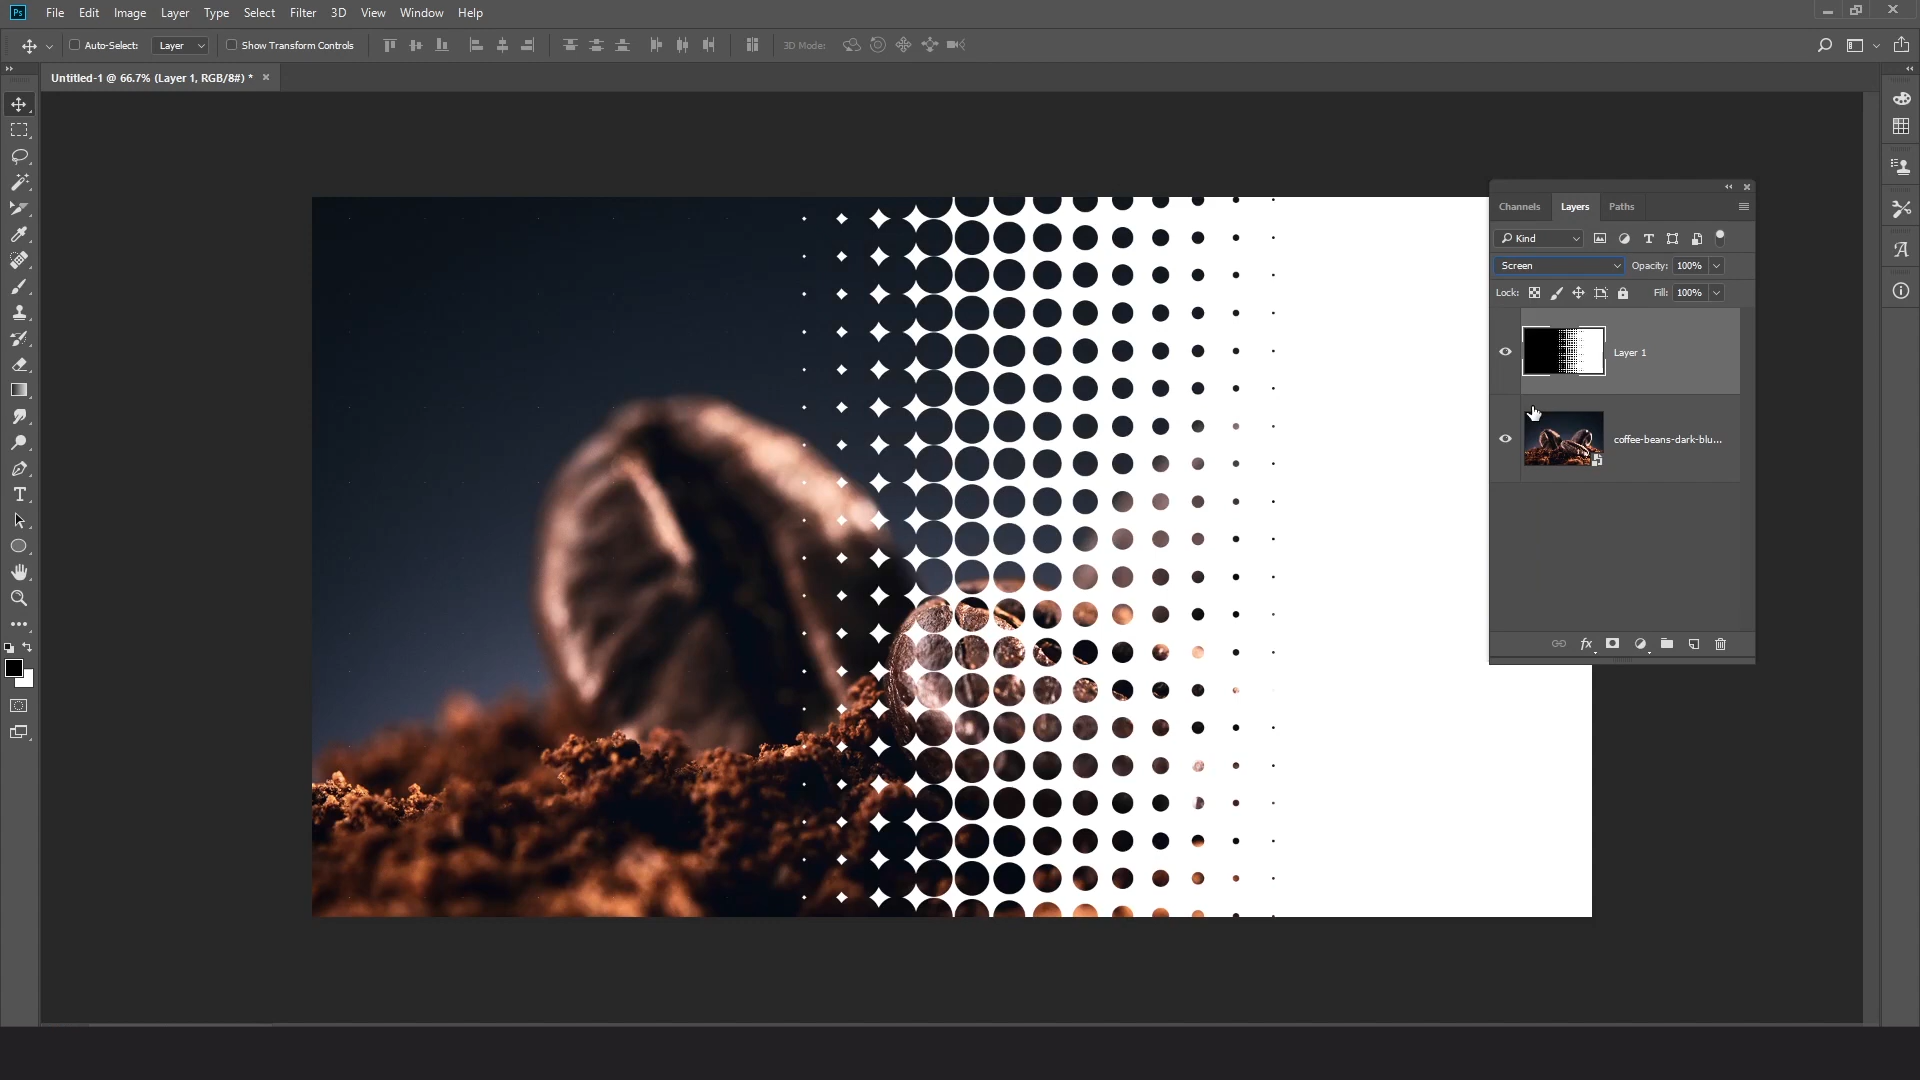 Ps File Edit Image Layer Type Select Filter 3D View Window Help
Auto-Select: Layer Show Transform Controls 3D Mode:
Untitled-1 @ 66.7% (Layer 1, RGB/8#) *
Channels Layers Paths
Kind
Screen Opacity: 100%
Lock: Fill: 100%
Layer 1
coffee-beans-dark-blu...
fx